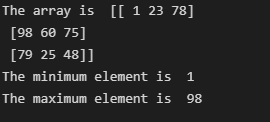 The array is  [[ 1 23 78]
 [98 60 75]
 [79 25 48]]
The minimum element is  1
The maximum element is  98